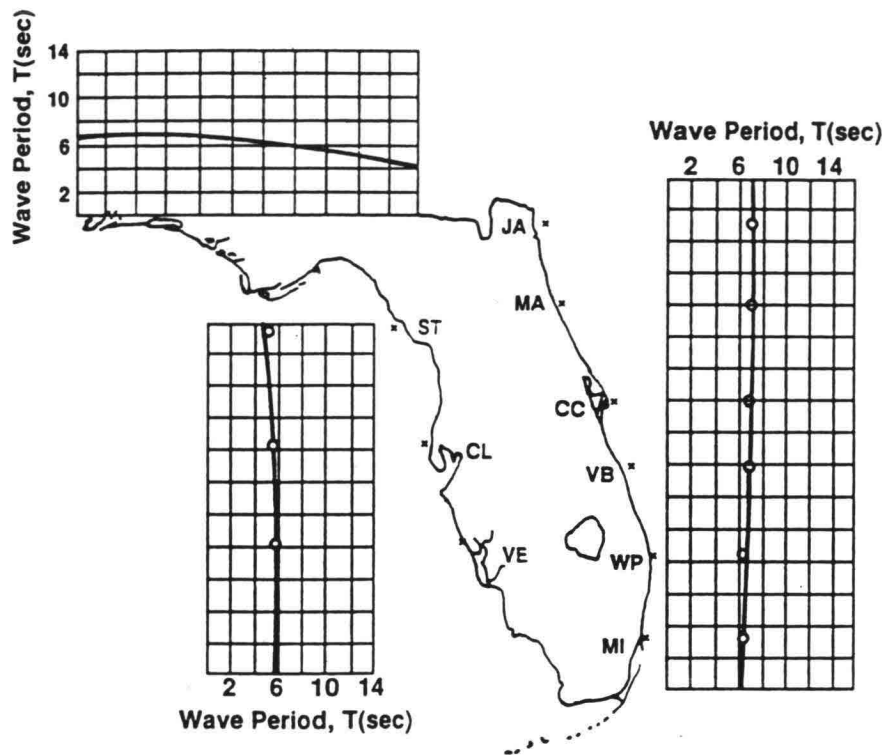 Wave Period, T(sec)
14
10
6
2
Wave Period, T(sec)
2 6 10 14
JA
MA
ST
CC
CL
VB
VE
WP
MI
2 6 10 14
Wave Period, T(sec)